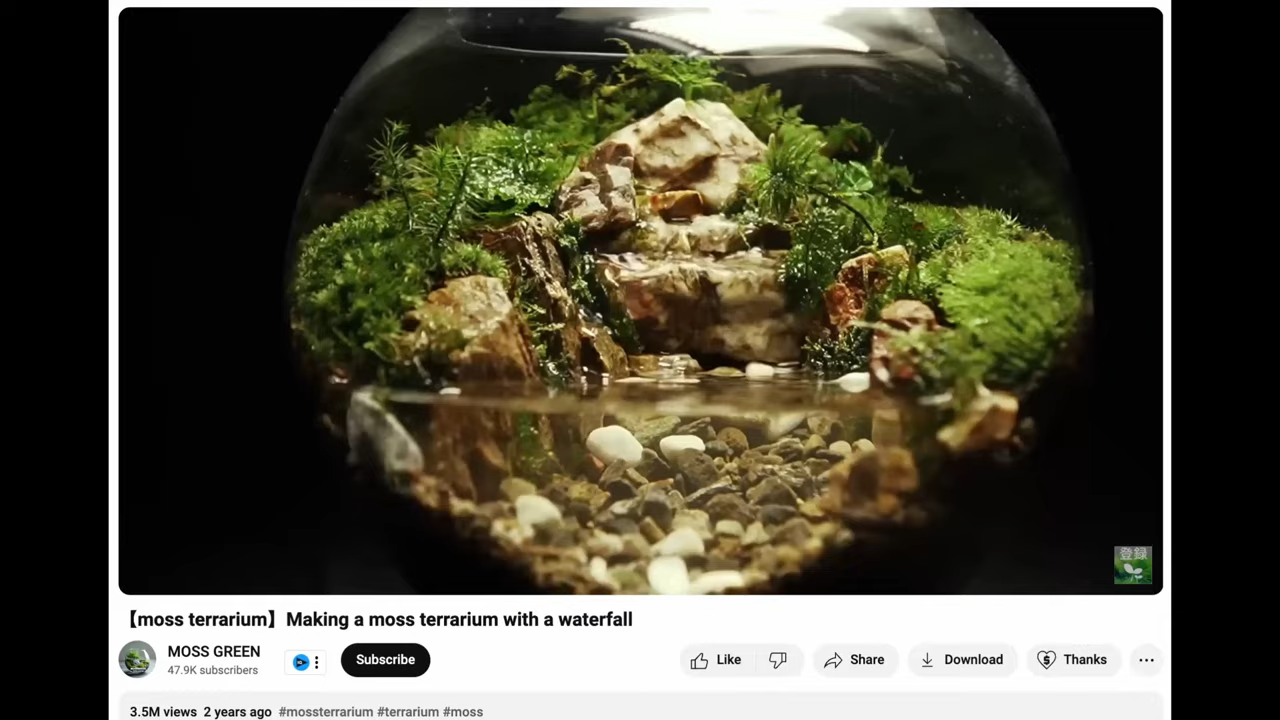 登録
【moss terrarium】Making a moss terrarium with a waterfall
MOSS GREEN
47.9K subscribers
Subscribe
Like
Share
Download
Thanks
3.5M views 2 years ago #mossterrarium #terrarium #moss